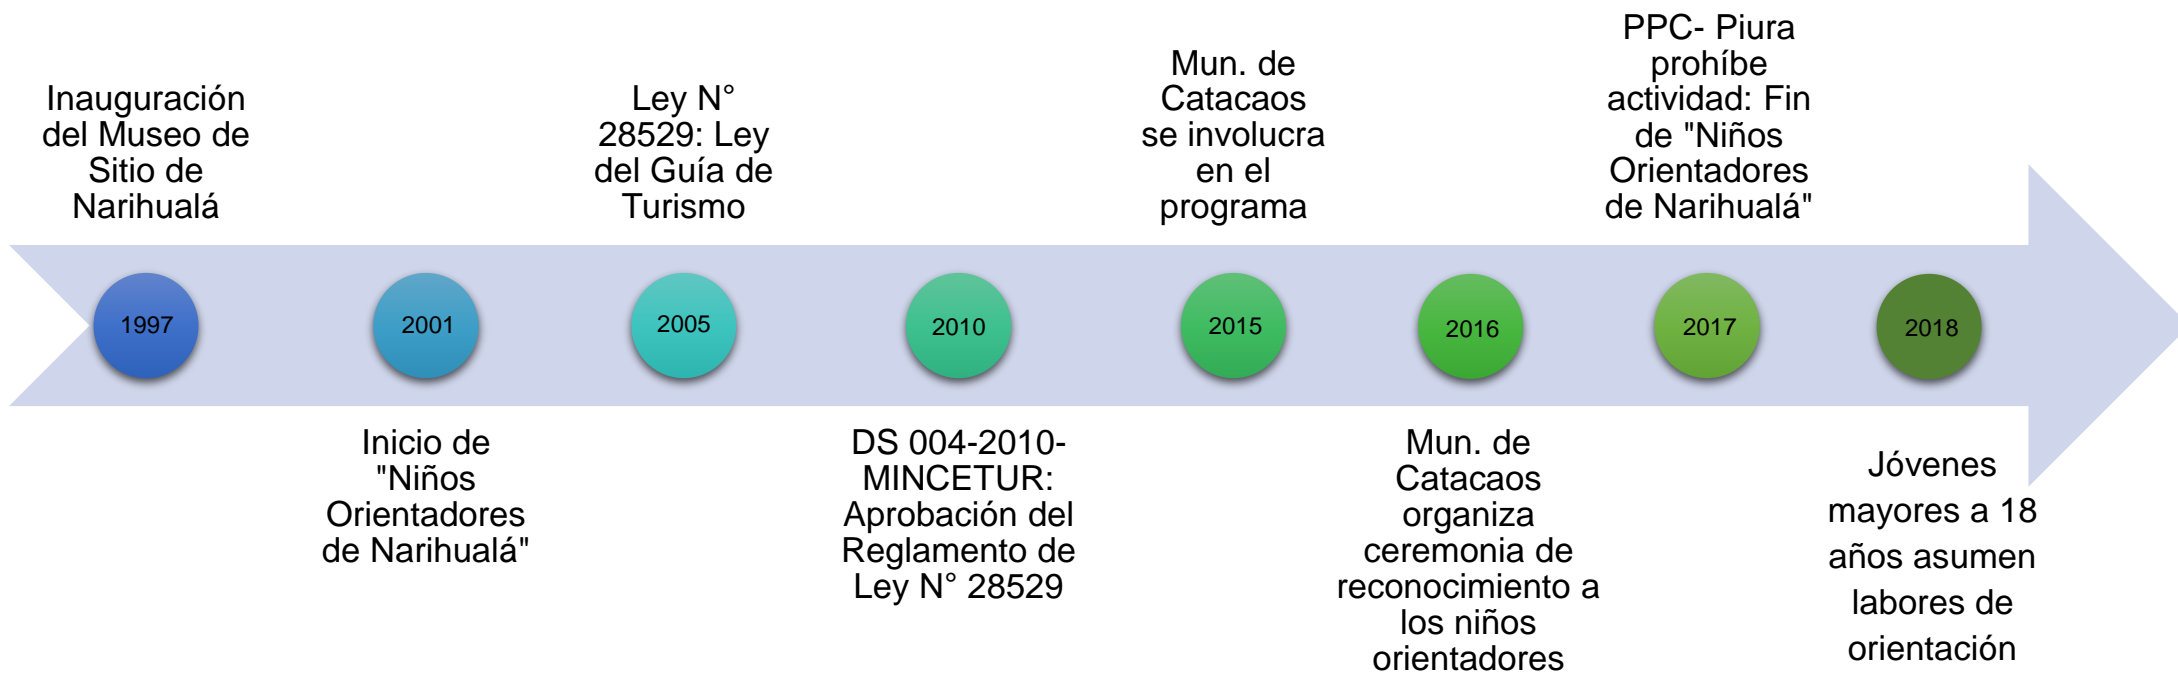 Inauguración
del Museo de
Sitio de
Narihualá
Ley N°
28529: Ley
del Guía de
Turismo
Mun. de
Catacaos
se involucra
en el
programa
PPC- Piura
prohíbe
actividad: Fin
de "Niños
Orientadores
de Narihualá"
1997
2001
2005
2010
2015
2016
2017
2018
Inicio de
"Niños
Orientadores
de Narihualá"
DS 004-2010-
MINCETUR:
Aprobación del
Reglamento de
Ley N° 28529
Mun. de
Catacaos
organiza
ceremonia de
reconocimiento a
los niños
orientadores
Jóvenes
mayores a 18
años asumen
labores de
orientación